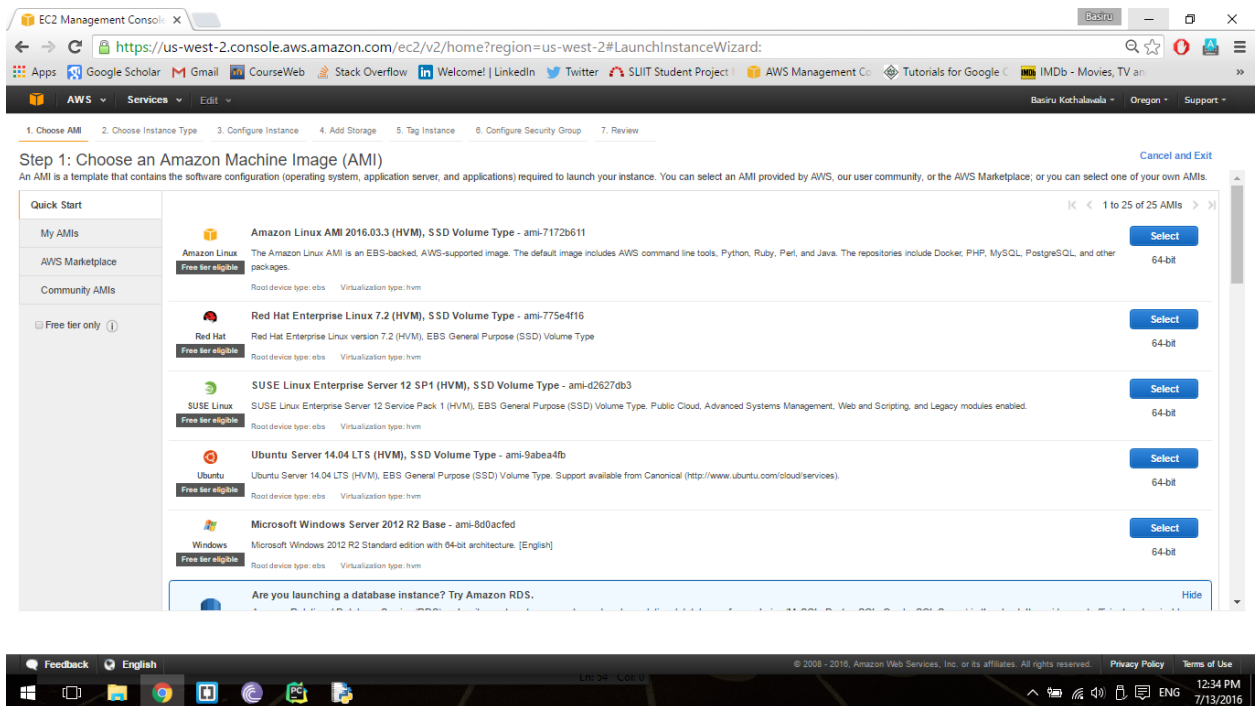 EC2 Management Console
Basiru
https://us-west-2.console.aws.amazon.com/ec2/v2/home?region=us-west-2#LaunchInstanceWizard:
Apps Google Scholar Gmail CourseWeb Stack Overflow Welcome! | LinkedIn Twitter SLIIT Student Project AWS Management Co Tutorials for Google C IMDb - Movies, TV an »
AWS Services Edit Basiru Kothalawala Oregon Support
1. Choose AMI 2. Choose Instance Type 3. Configure Instance 4. Add Storage 5. Tag Instance 6. Configure Security Group 7. Review
Step 1: Choose an Amazon Machine Image (AMI) Cancel and Exit
An AMI is a template that contains the software configuration (operating system, application server, and applications) required to launch your instance. You can select an AMI provided by AWS, our user community, or the AWS Marketplace; or you can select one of your own AMIs.
Quick Start
My AMIs
AWS Marketplace
Community AMIs
Free tier only
1 to 25 of 25 AMIs
Amazon Linux
Free tier eligible
Amazon Linux AMI 2016.03.3 (HVM), SSD Volume Type - ami-7172b611
The Amazon Linux AMI is an EBS-backed, AWS-supported image. The default image includes AWS command line tools, Python, Ruby, Perl, and Java. The repositories include Docker, PHP, MySQL, PostgreSQL, and other
packages.
Root device type: ebs Virtualization type: hvm
Select
64-bit
Red Hat
Free tier eligible
Red Hat Enterprise Linux 7.2 (HVM), SSD Volume Type - ami-775e4f16
Red Hat Enterprise Linux version 7.2 (HVM), EBS General Purpose (SSD) Volume Type
Root device type: ebs Virtualization type: hvm
Select
64-bit
SUSE Linux
Free tier eligible
SUSE Linux Enterprise Server 12 SP1 (HVM), SSD Volume Type - ami-d2627db3
SUSE Linux Enterprise Server 12 Service Pack 1 (HVM), EBS General Purpose (SSD) Volume Type. Public Cloud, Advanced Systems Management, Web and Scripting, and Legacy modules enabled.
Root device type: ebs Virtualization type: hvm
Select
64-bit
Ubuntu
Free tier eligible
Ubuntu Server 14.04 LTS (HVM), SSD Volume Type - ami-9abea4fb
Ubuntu Server 14.04 LTS (HVM), EBS General Purpose (SSD) Volume Type. Support available from Canonical (http://www.ubuntu.com/cloud/services).
Root device type: ebs Virtualization type: hvm
Select
64-bit
Windows
Free tier eligible
Microsoft Windows Server 2012 R2 Base - ami-8d0acfed
Microsoft Windows 2012 R2 Standard edition with 64-bit architecture. [English]
Root device type: ebs Virtualization type: hvm
Select
64-bit
Are you launching a database instance? Try Amazon RDS. Hide
Feedback English © 2008 - 2016, Amazon Web Services, Inc. or its affiliates. All rights reserved. Privacy Policy Terms of Use
ENG
12:34 PM
7/13/2016